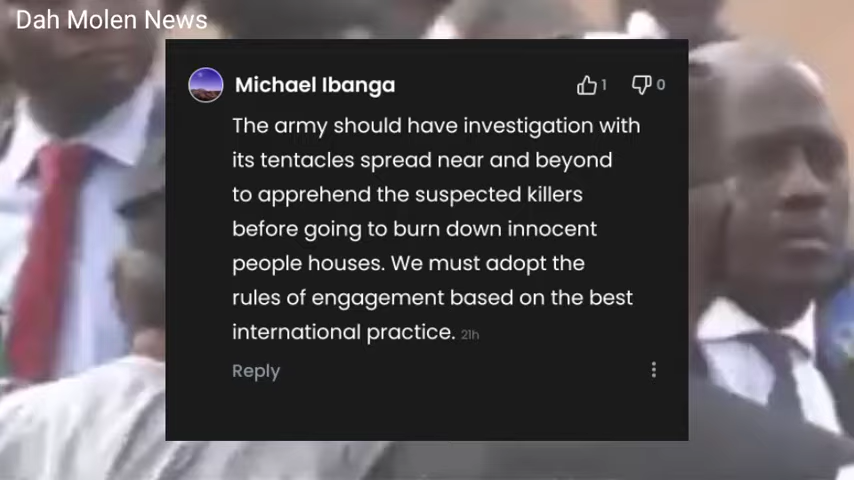 Dah Molen News
Michael Ibanga
1
0
The army should have investigation with
its tentacles spread near and beyond
to apprehend the suspected killers
before going to burn down innocent
people houses. We must adopt the
rules of engagement based on the best
international practice. 21h
Reply